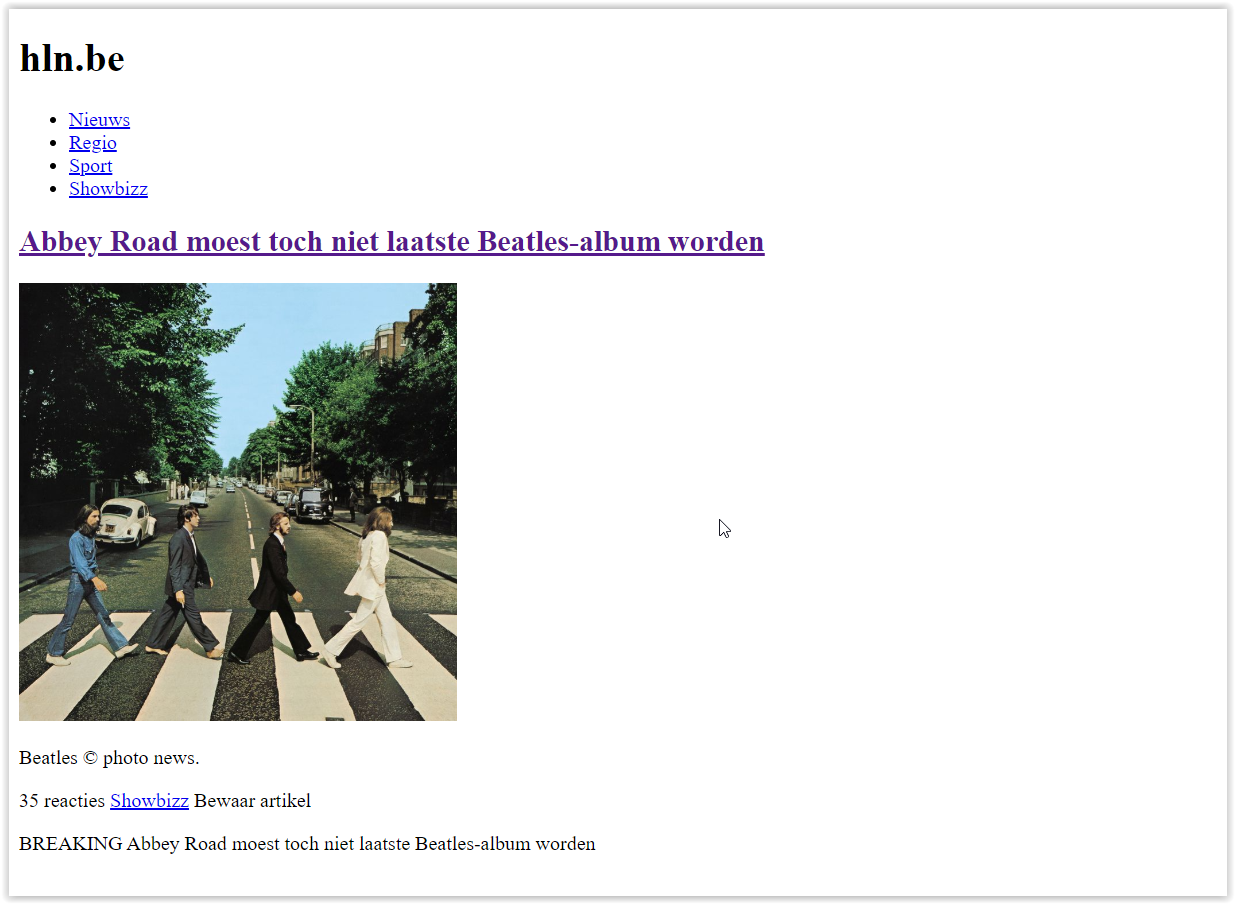 hln.be
Nieuws
Regio
Sport
Showbizz
Abbey Road moest toch niet laatste Beatles-album worden
Beatles © photo news.
35 reacties Showbizz Bewaar artikel
BREAKING Abbey Road moest toch niet laatste Beatles-album worden